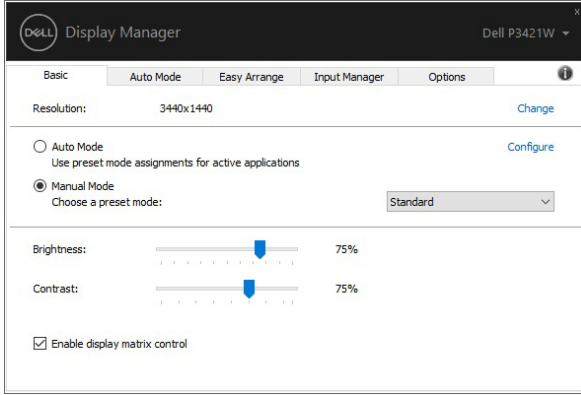 DELL Display Manager
Dell P3421W
Basic
Auto Mode
Easy Arrange
Input Manager
Options
Resolution: 3440x1440 Change
Auto Mode Configure
Use preset mode assignments for active applications
Manual Mode
Choose a preset mode: Standard
Brightness: 75%
Contrast: 75%
Enable display matrix control